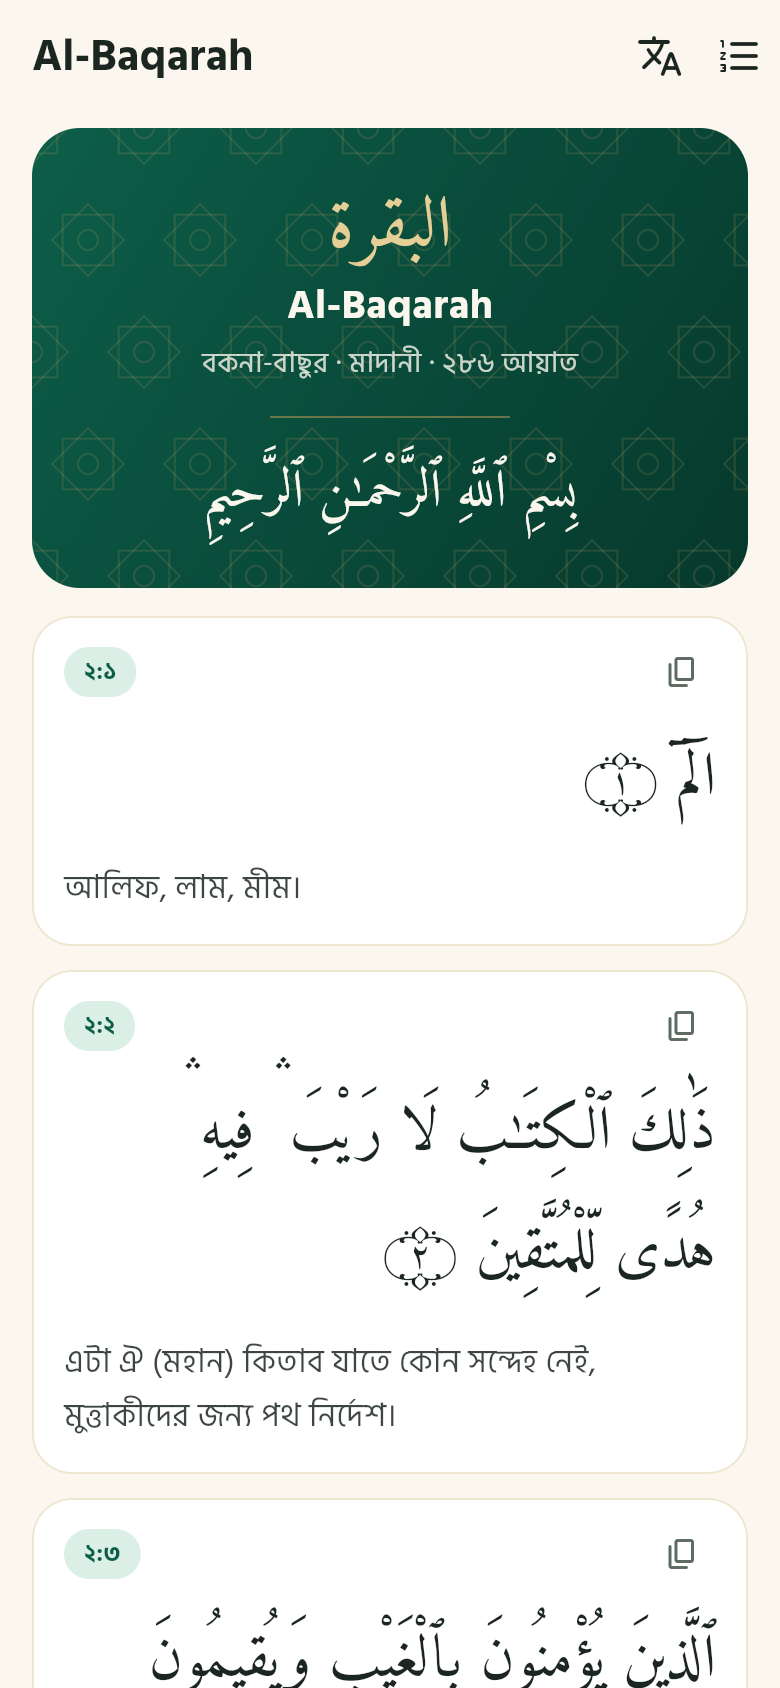 Al-Baqarah
البقرة
Al-Baqarah
বকনা-বাছুর · মাদানী · ২৮৬ আয়াত
بِسْمِ ٱللَّهِ ٱلرَّحْمَـٰنِ ٱلرَّحِيمِ
২:১
الٓمٓ ١
আলিফ, লাম, মীম।
২:২
ذَٰلِكَ ٱلْكِتَـٰبُ لَا رَيْبَ ۛ فِيهِ ۛ
هُدًى لِّلْمُتَّقِينَ ٢
এটা ঐ (মহান) কিতাব যাতে কোন সন্দেহ নেই,
মুত্তাকীদের জন্য পথ নির্দেশ।
২:৩
ٱلَّذِينَ يُؤْمِنُونَ بِٱلْغَيْبِ وَيُقِيمُونَ